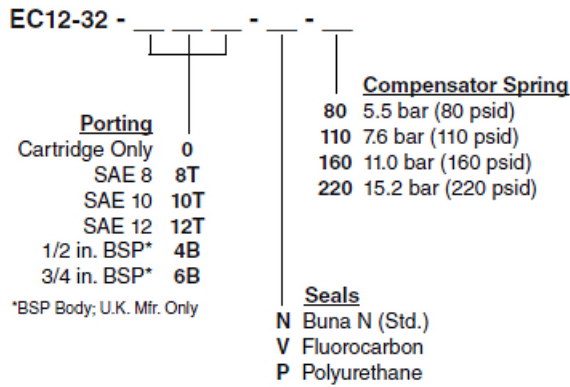 EC12-32 - __ __ __ - __ - __
Compensator Spring
80 5.5 bar (80 psid)
110 7.6 bar (110 psid)
160 11.0 bar (160 psid)
220 15.2 bar (220 psid)
Porting
Cartridge Only 0
SAE 8 8T
SAE 10 10T
SAE 12 12T
1/2 in. BSP* 4B
3/4 in. BSP* 6B
*BSP Body; U.K. Mfr. Only
Seals
N Buna N (Std.)
V Fluorocarbon
P Polyurethane